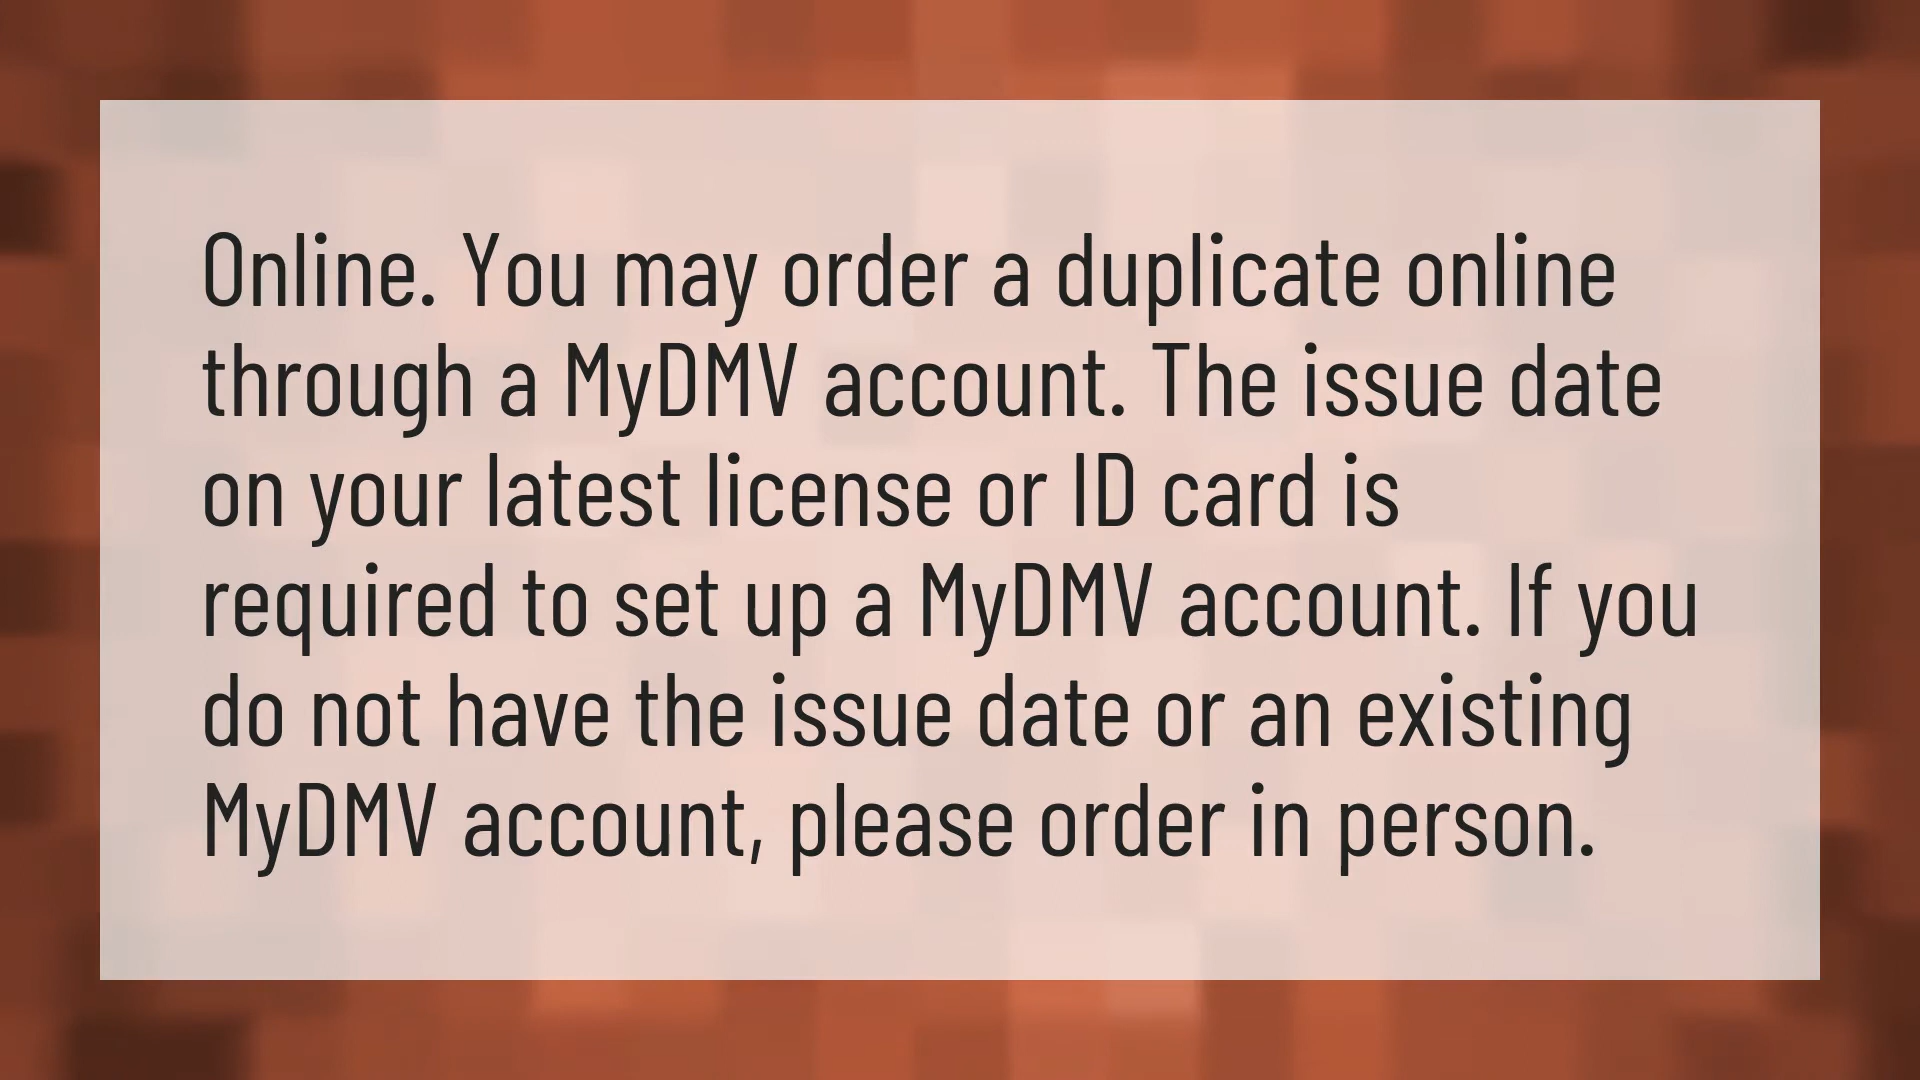 Online. You may order a duplicate online
through a MyDMV account. The issue date
on your latest license or ID card is
required to set up a MyDMV account. If you
do not have the issue date or an existing
MyDMV account, please order in person.